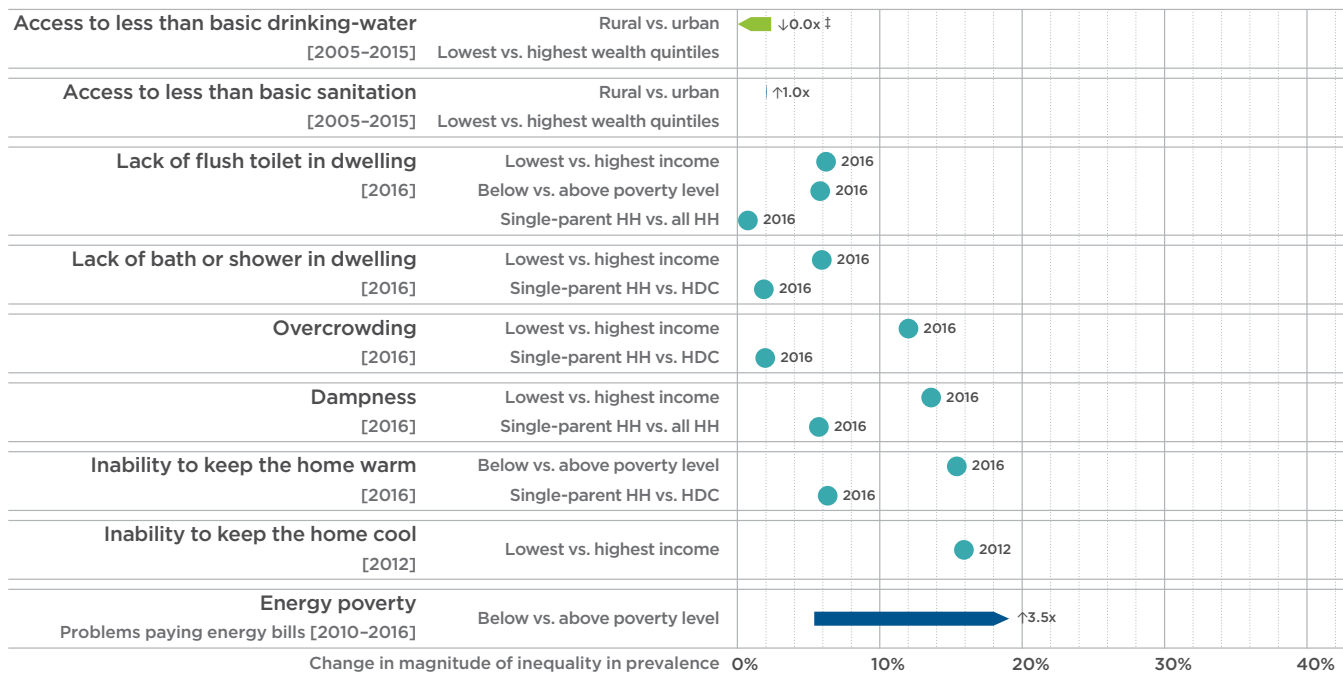 Access to less than basic drinking-water Rural vs. urban ↓0.0x ‡
[2005–2015] Lowest vs. highest wealth quintiles
Access to less than basic sanitation Rural vs. urban ↑1.0x
[2005–2015] Lowest vs. highest wealth quintiles
Lack of flush toilet in dwelling Lowest vs. highest income 2016
[2016] Below vs. above poverty level 2016
Single-parent HH vs. all HH 2016
Lack of bath or shower in dwelling Lowest vs. highest income 2016
[2016] Single-parent HH vs. HDC 2016
Overcrowding Lowest vs. highest income 2016
[2016] Single-parent HH vs. HDC 2016
Dampness Lowest vs. highest income 2016
[2016] Single-parent HH vs. all HH 2016
Inability to keep the home warm Below vs. above poverty level 2016
[2016] Single-parent HH vs. HDC 2016
Inability to keep the home cool
Lowest vs. highest income 2012
[2012]
Energy poverty
Below vs. above poverty level ↑3.5x
Problems paying energy bills [2010–2016]
Change in magnitude of inequality in prevalence 0% 10% 20% 30% 40%